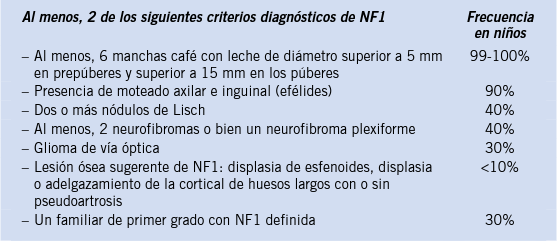 Al menos, 2 de los siguientes criterios diagnósticos de NF1 Frecuencia
en niños
– Al menos, 6 manchas café con leche de diámetro superior a 5 mm 99-100%
en prepúberes y superior a 15 mm en los púberes
– Presencia de moteado axilar e inguinal (efélides) 90%
– Dos o más nódulos de Lisch 40%
– Al menos, 2 neurofibromas o bien un neurofibroma plexiforme 40%
– Glioma de vía óptica 30%
– Lesión ósea sugerente de NF1: displasia de esfenoides, displasia <10%
o adelgazamiento de la cortical de huesos largos con o sin
pseudoartrosis
– Un familiar de primer grado con NF1 definida 30%